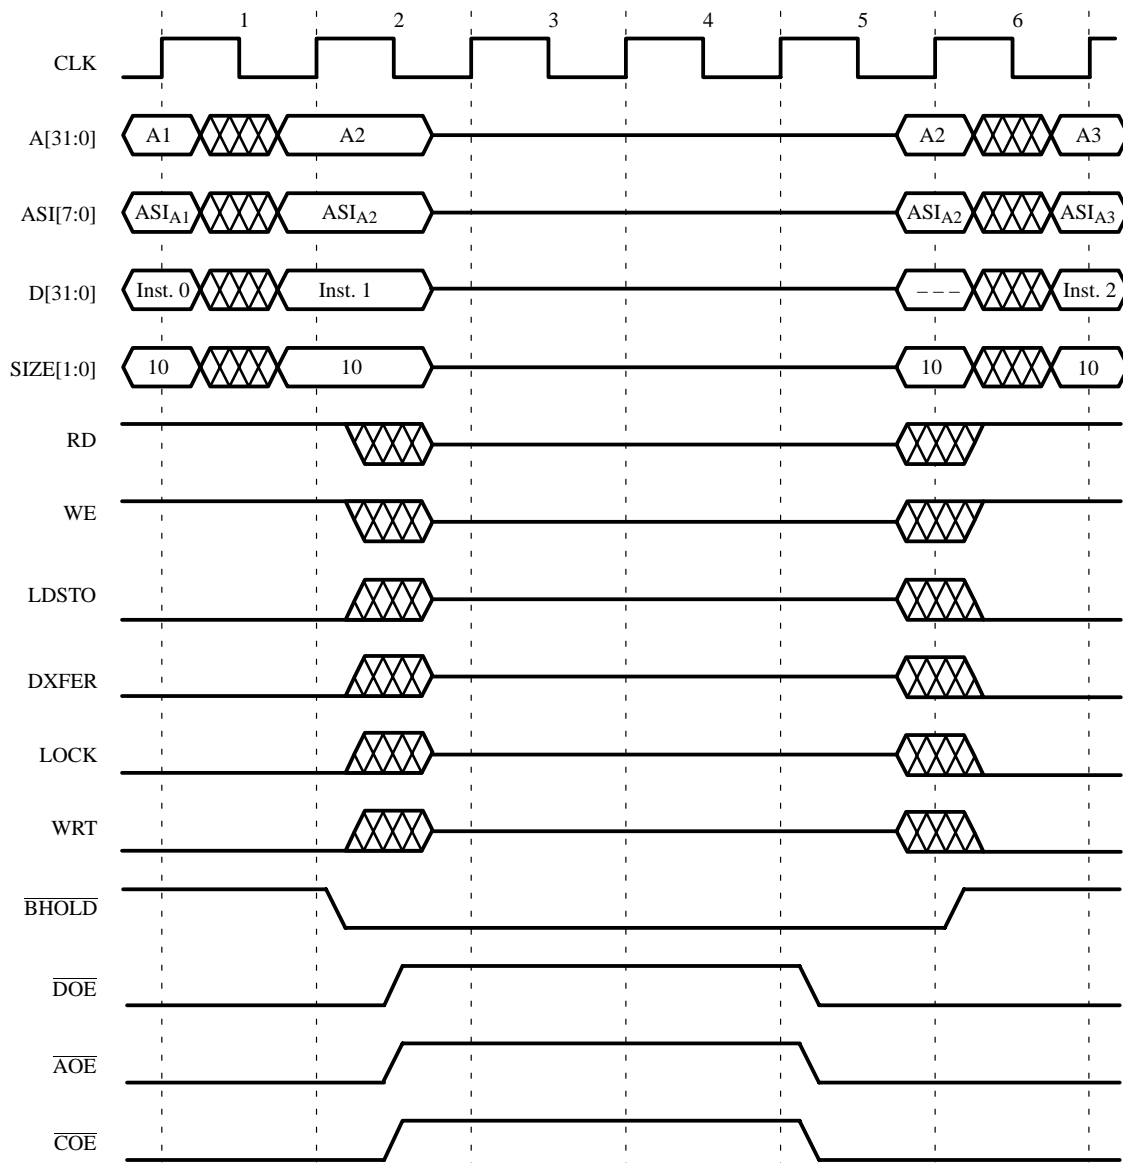 1 2 3 4 5 6
CLK
A[31:0] A1 A2 A2 A3
ASI[7:0] ASIA1 ASIA2 ASIA2 ASIA3
D[31:0] Inst. 0 Inst. 1 – – – Inst. 2
SIZE[1:0] 10 10 10 10
RD
WE
LDSTO
DXFER
LOCK
WRT
BHOLD
DOE
AOE
COE